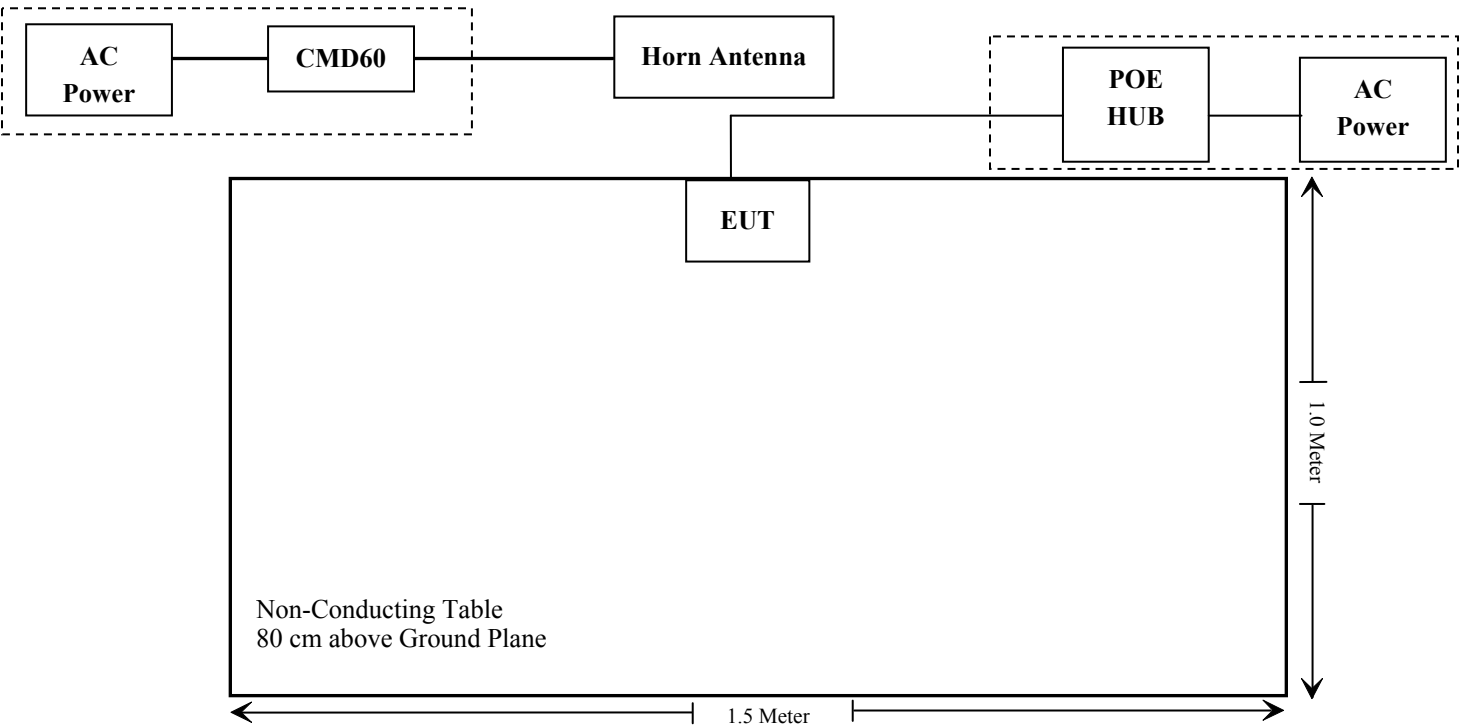 AC
Power
CMD60
Horn Antenna
POE
HUB
AC
Power
EUT
1.0 Meter
Non-Conducting Table
80 cm above Ground Plane
1.5 Meter